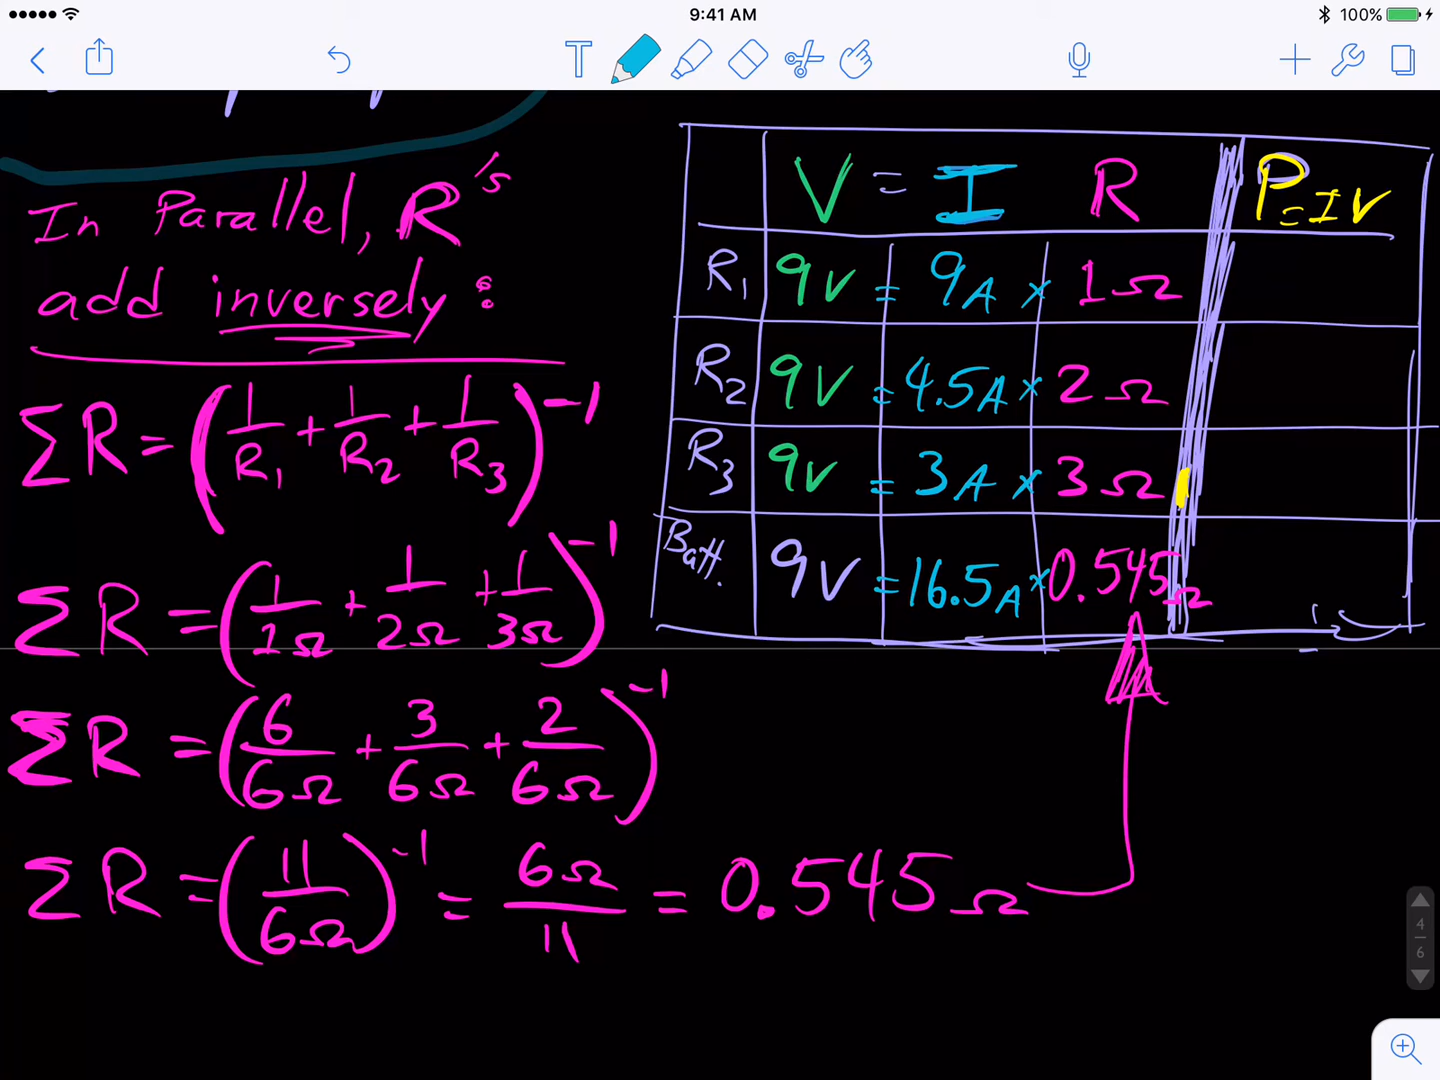 9:41 AM
100%
T
In Parallel, R's
add inversely:
ΣR = (1/R₁ + 1/R₂ + 1/R₃)⁻¹
ΣR = (1/1Ω + 1/2Ω + 1/3Ω)⁻¹
ΣR = (6/6Ω + 3/6Ω + 2/6Ω)⁻¹
ΣR = (11/6Ω)⁻¹ = 6Ω/11 = 0.545Ω
V = I R P=IV
R₁ 9V = 9A × 1Ω
R₂ 9V = 4.5A × 2Ω
R₃ 9V = 3A × 3Ω
Batt. 9V = 16.5A × 0.545Ω
4
6